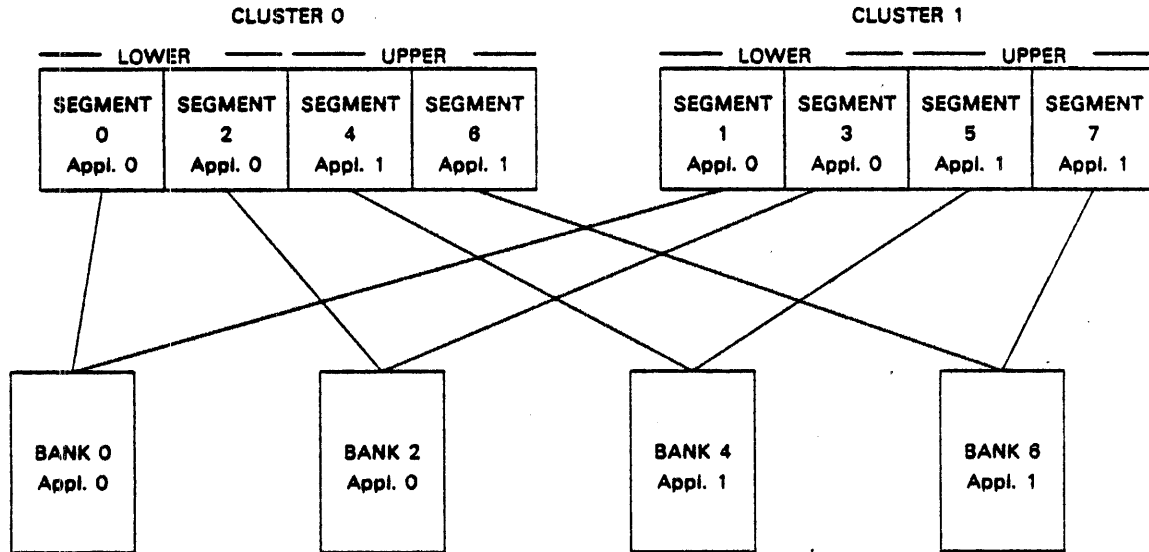 CLUSTER 0 CLUSTER 1
LOWER UPPER LOWER UPPER
SEGMENT SEGMENT SEGMENT SEGMENT SEGMENT SEGMENT SEGMENT SEGMENT
0 2 4 6 1 3 5 7
Appl. 0 Appl. 0 Appl. 1 Appl. 1 Appl. 0 Appl. 0 Appl. 1 Appl. 1
BANK 0 BANK 2 BANK 4 BANK 6
Appl. 0 Appl. 0 Appl. 1 Appl. 1